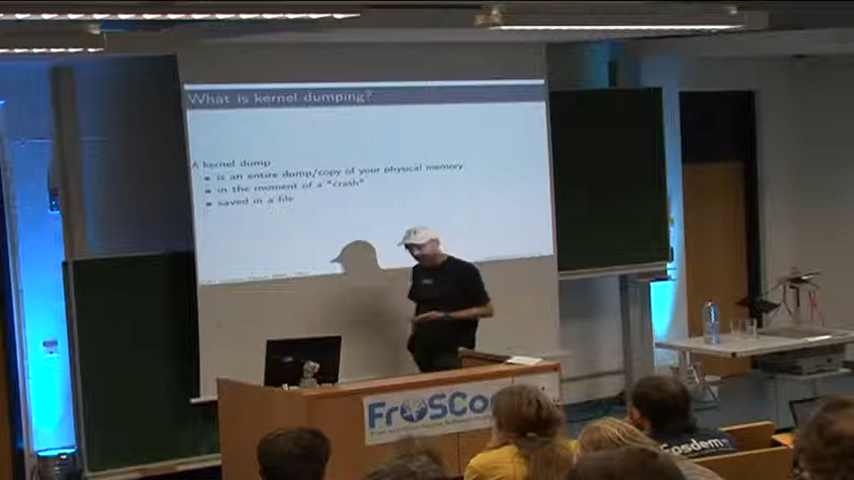 What is kernel dumping?
A kernel dump
is an entire dump/copy of your physical memory
in the moment of a "crash"
saved in a file
FrOSCon
Fosdem